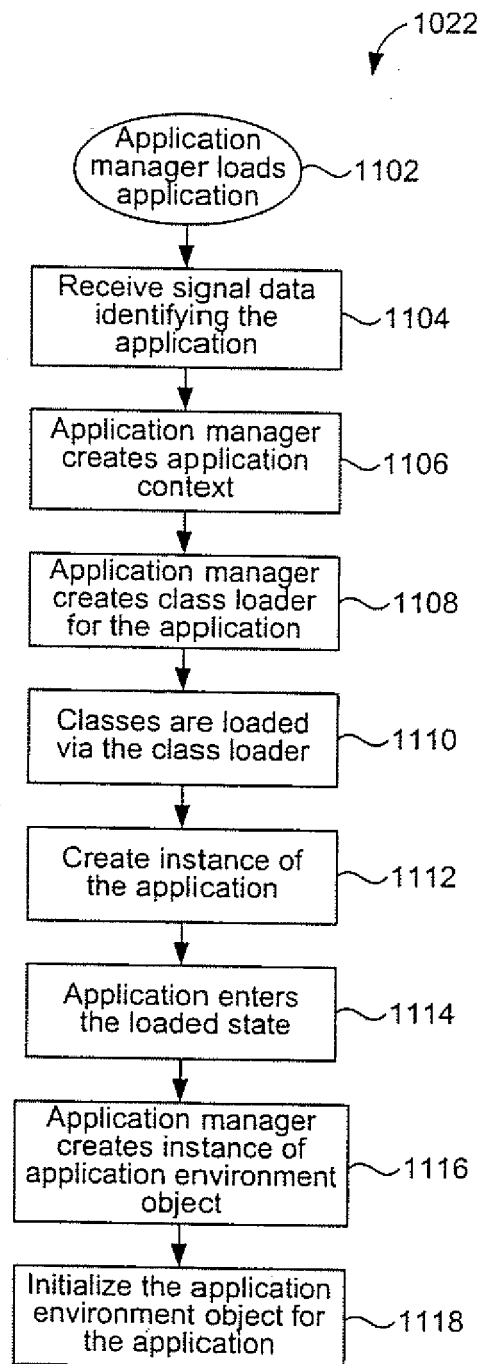 1022
Application
manager loads
application
1102
Receive signal data
identifying the
application
1104
Application manager
creates application
context
1106
Application manager
creates class loader
for the application
1108
Classes are loaded
via the class loader
1110
Create instance of
the application
1112
Application enters
the loaded state
1114
Application manager
creates instance of
application environment
object
1116
Initialize the application
environment object for
the application
1118